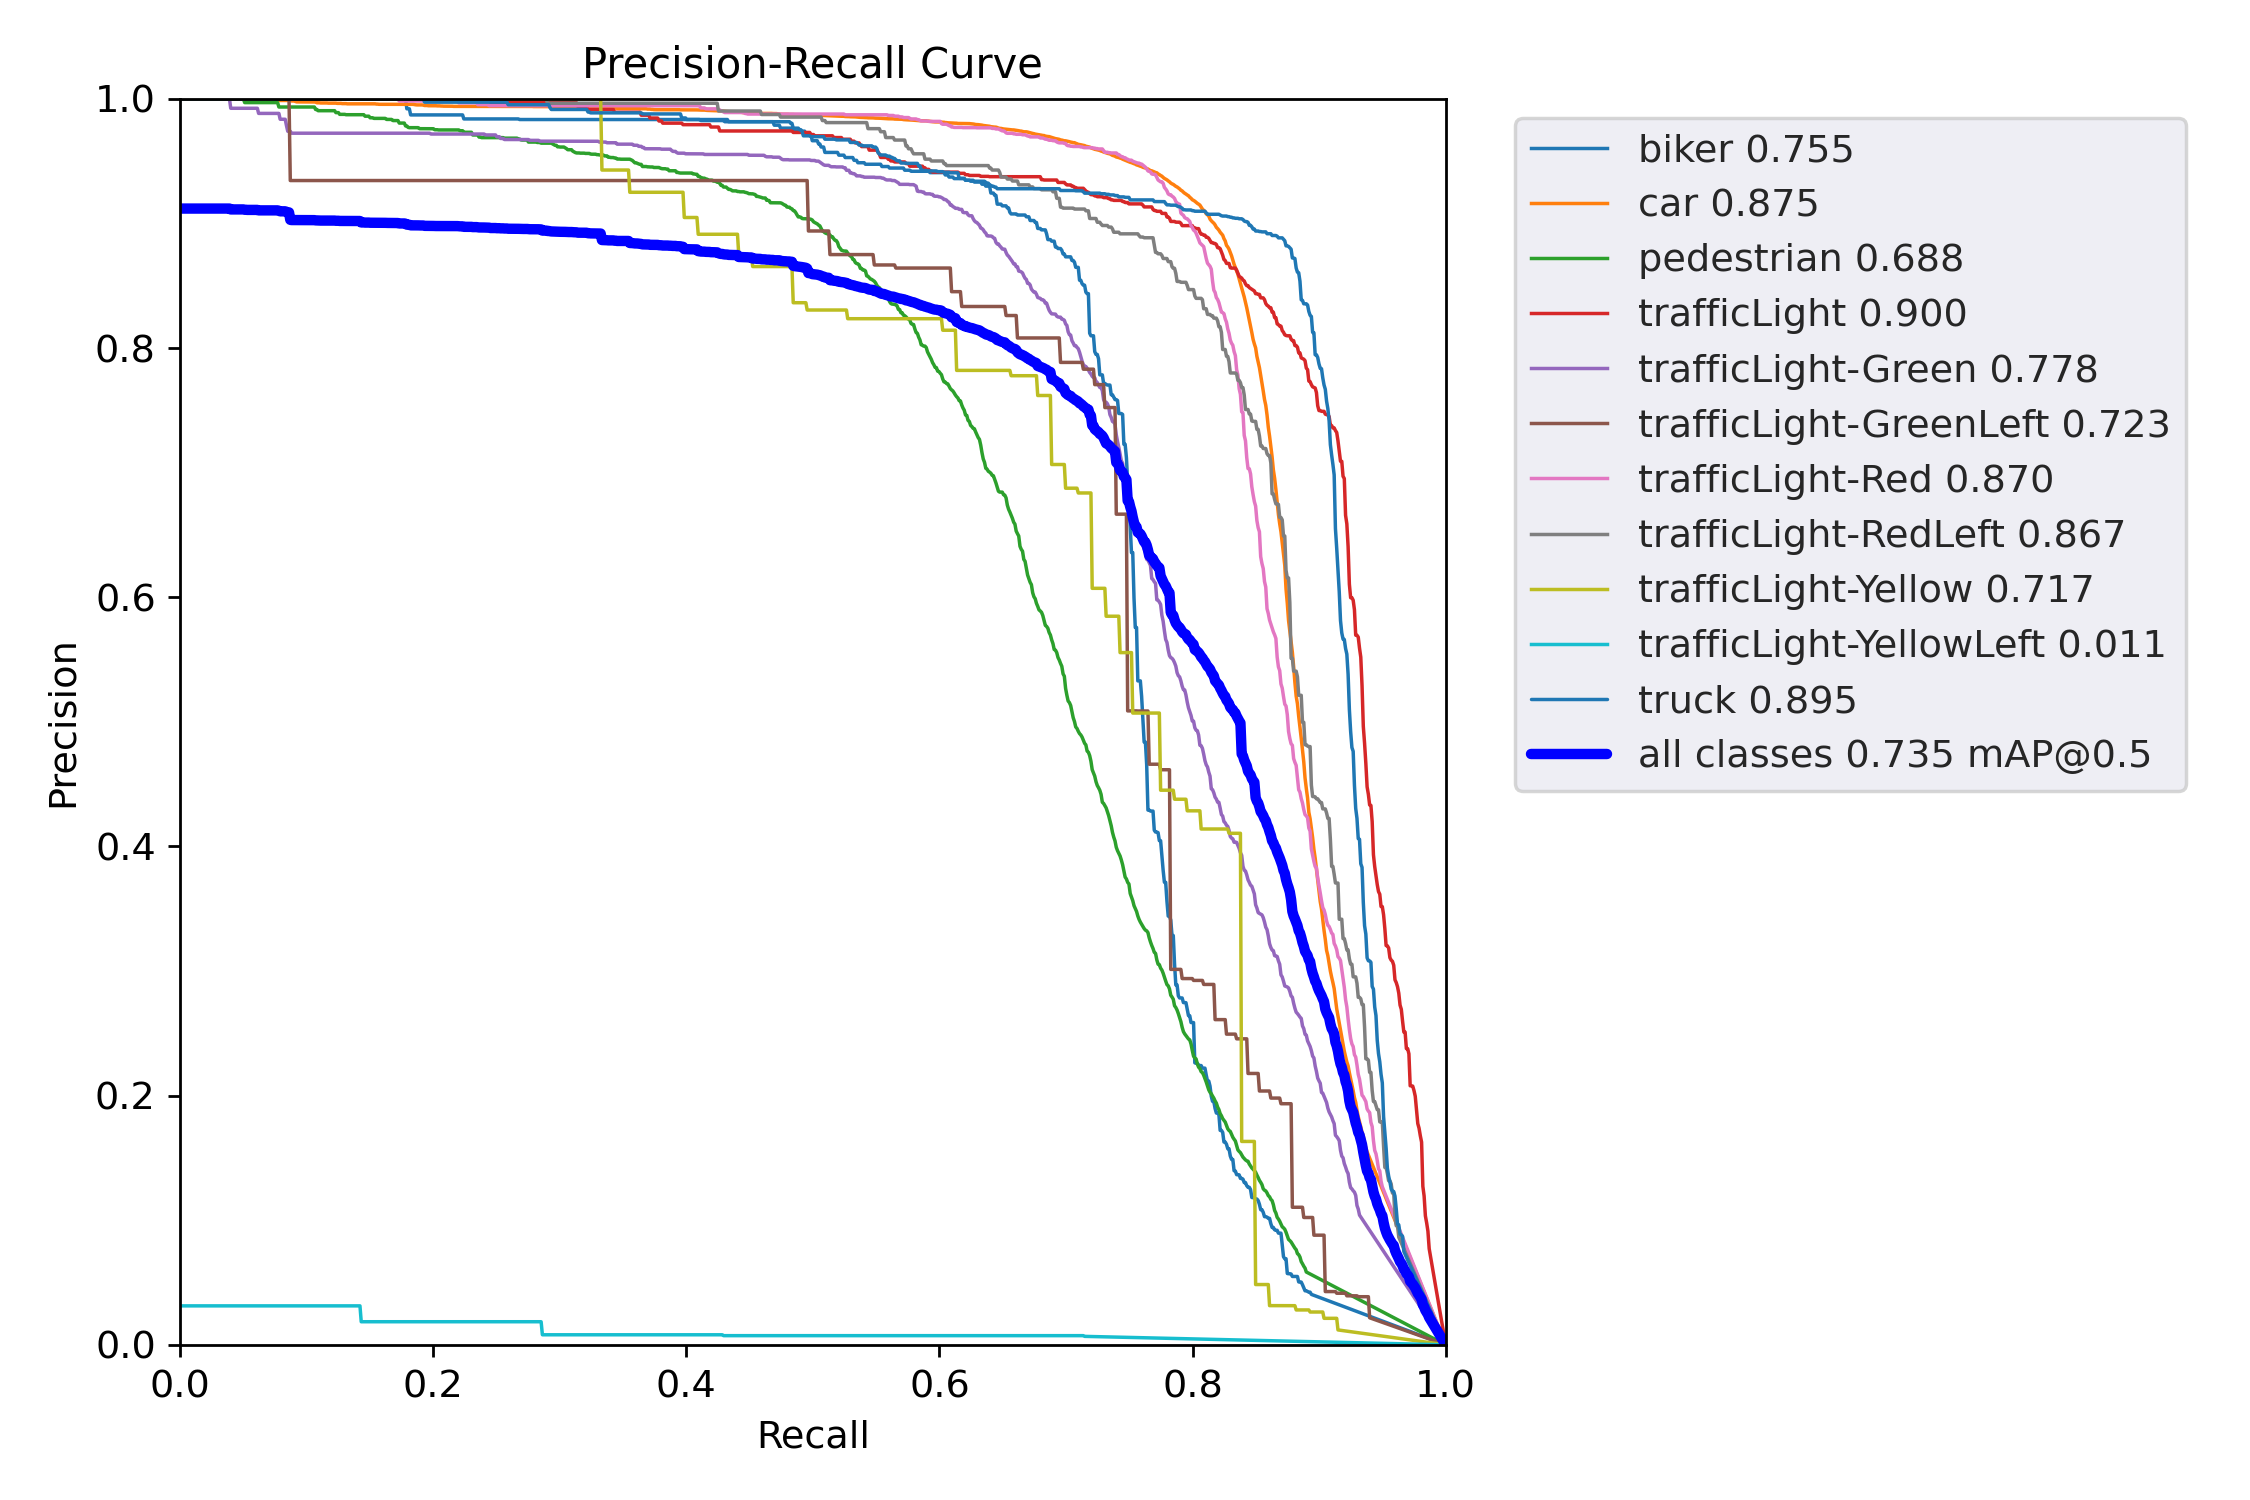 Precision-Recall Curve
1.0
0.8
0.6
0.4
0.2
0.0
Precision
0.0 0.2 0.4 0.6 0.8 1.0
Recall
biker 0.755
car 0.875
pedestrian 0.688
trafficLight 0.900
trafficLight-Green 0.778
trafficLight-GreenLeft 0.723
trafficLight-Red 0.870
trafficLight-RedLeft 0.867
trafficLight-Yellow 0.717
trafficLight-YellowLeft 0.011
truck 0.895
all classes 0.735 mAP@0.5